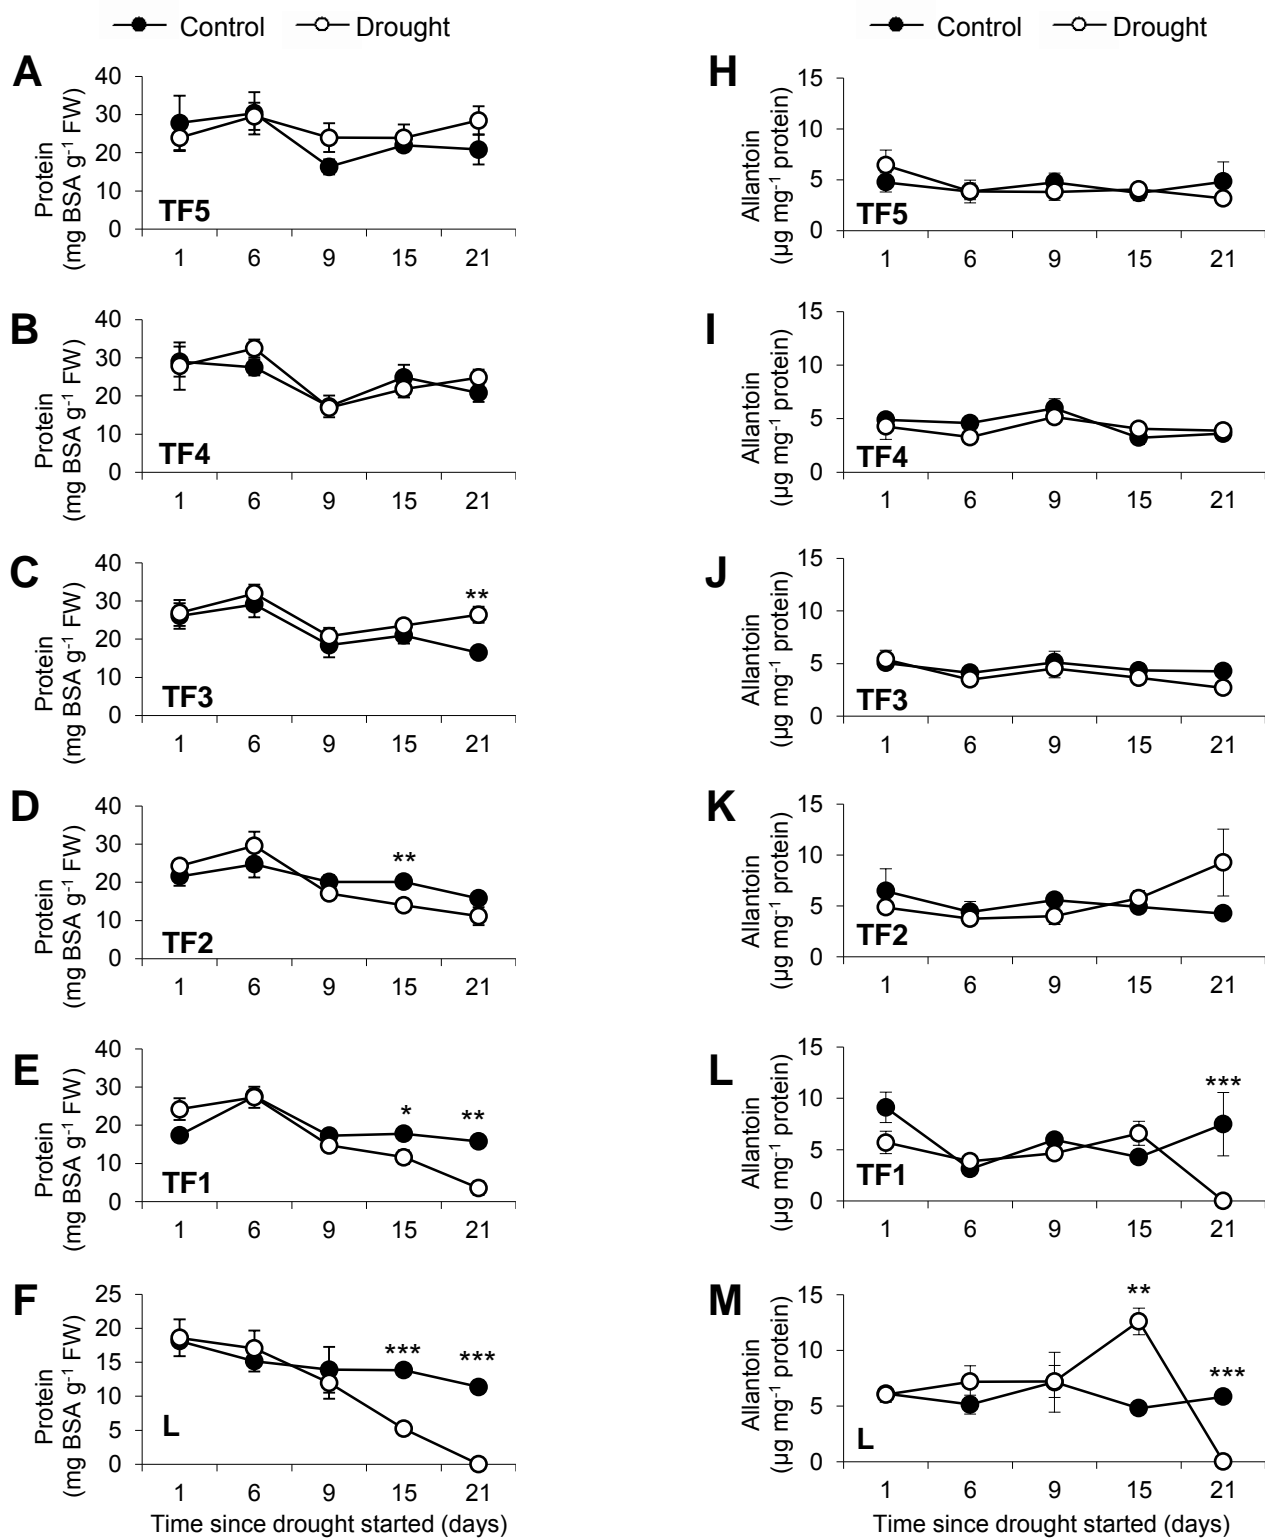 Control Drought
A
Protein
(mg BSA g⁻¹ FW)
40
30
20
10
0
TF5
1 6 9 15 21
B
Protein
(mg BSA g⁻¹ FW)
40
30
20
10
0
TF4
1 6 9 15 21
C
Protein
(mg BSA g⁻¹ FW)
40
30
20
10
0
**
TF3
1 6 9 15 21
D
Protein
(mg BSA g⁻¹ FW)
40
30
20
10
0
**
TF2
1 6 9 15 21
E
Protein
(mg BSA g⁻¹ FW)
40
30
20
10
0
* **
TF1
1 6 9 15 21
F
Protein
(mg BSA g⁻¹ FW)
25
20
15
10
5
0
*** ***
L
1 6 9 15 21
Time since drought started (days)
Control Drought
H
Allantoin
(µg mg⁻¹ protein)
15
10
5
0
TF5
1 6 9 15 21
I
Allantoin
(µg mg⁻¹ protein)
15
10
5
0
TF4
1 6 9 15 21
J
Allantoin
(µg mg⁻¹ protein)
15
10
5
0
TF3
1 6 9 15 21
K
Allantoin
(µg mg⁻¹ protein)
15
10
5
0
TF2
1 6 9 15 21
L
Allantoin
(µg mg⁻¹ protein)
15
10
5
0
***
TF1
1 6 9 15 21
M
Allantoin
(µg mg⁻¹ protein)
15
10
5
0
**
***
L
1 6 9 15 21
Time since drought started (days)